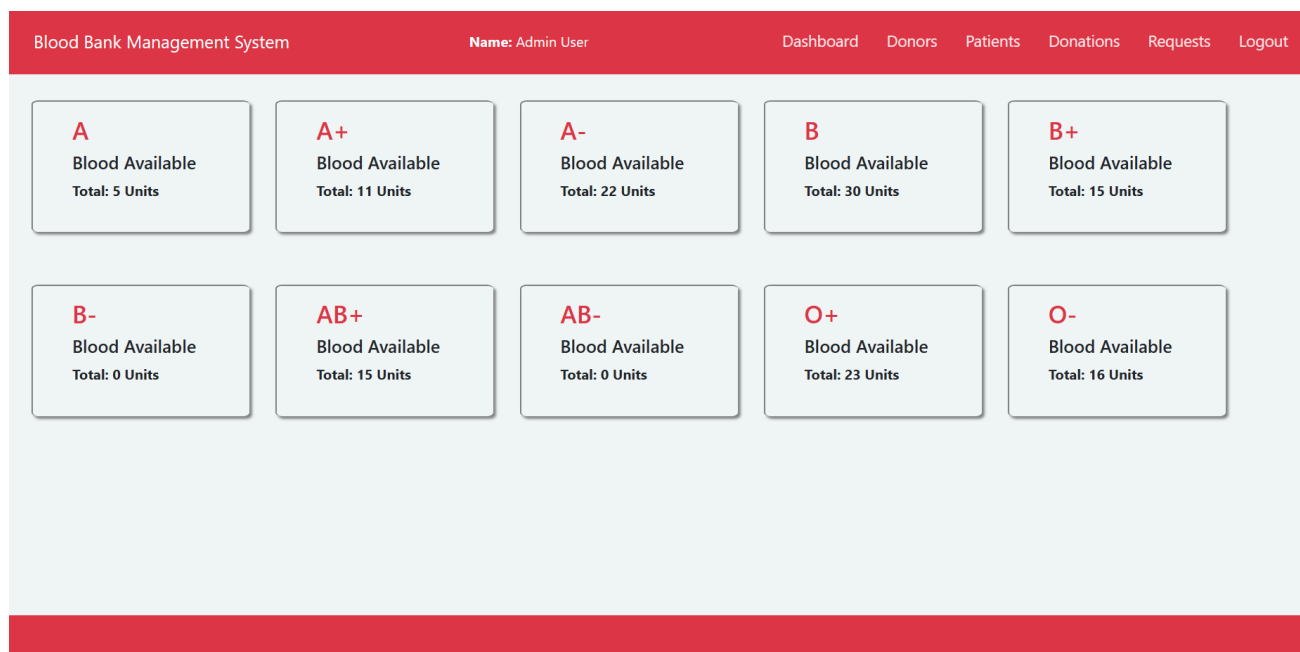 Blood Bank Management System Name: Admin User Dashboard Donors Patients Donations Requests Logout
A
Blood Available
Total: 5 Units
A+
Blood Available
Total: 11 Units
A-
Blood Available
Total: 22 Units
B
Blood Available
Total: 30 Units
B+
Blood Available
Total: 15 Units
B-
Blood Available
Total: 0 Units
AB+
Blood Available
Total: 15 Units
AB-
Blood Available
Total: 0 Units
O+
Blood Available
Total: 23 Units
O-
Blood Available
Total: 16 Units